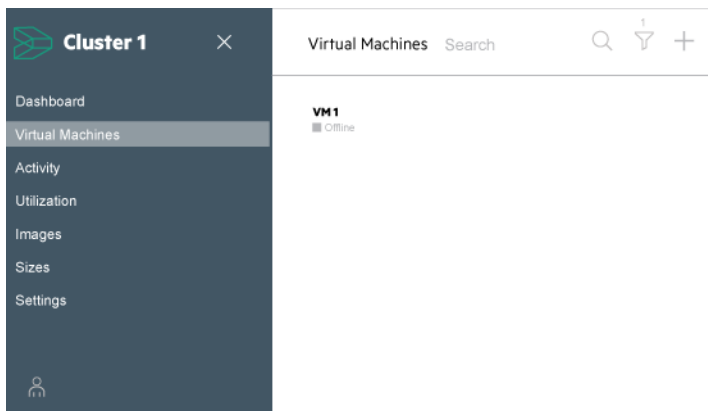 Cluster 1
Dashboard
Virtual Machines
Activity
Utilization
Images
Sizes
Settings
Virtual Machines Search
1
VM 1
Offline